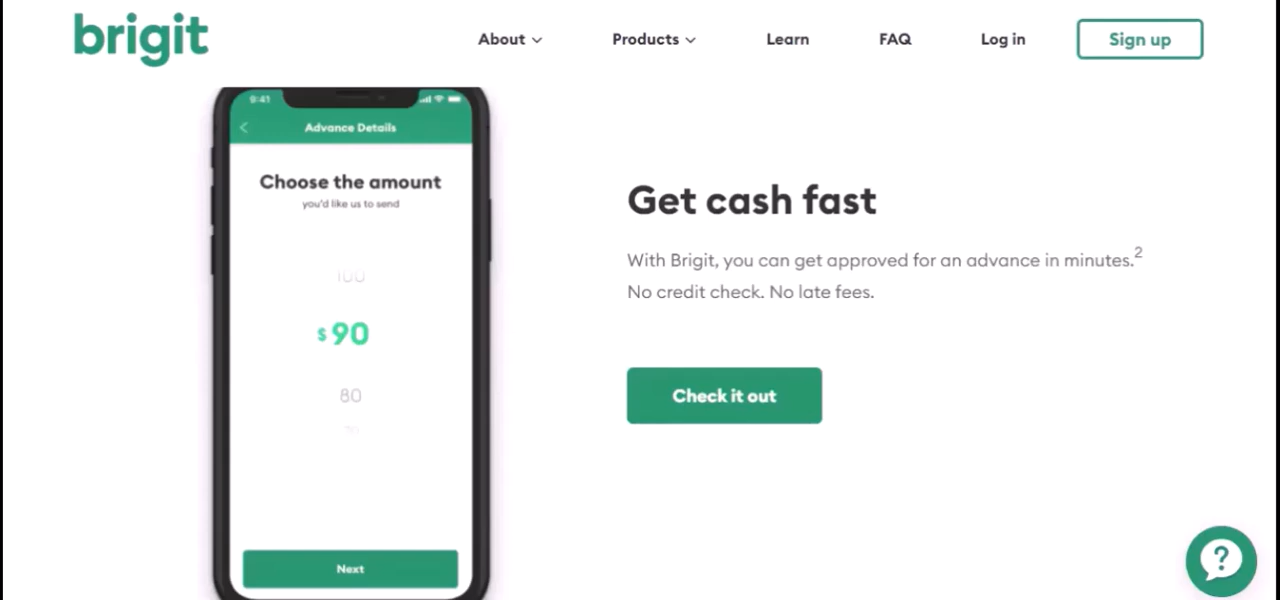 brigit
About
Products
Learn
FAQ
Log in
Sign up
9:41
Advance Details
Choose the amount
you'd like us to send
100
$ 90
80
Next
Get cash fast
With Brigit, you can get approved for an advance in minutes.2
No credit check. No late fees.
Check it out
?